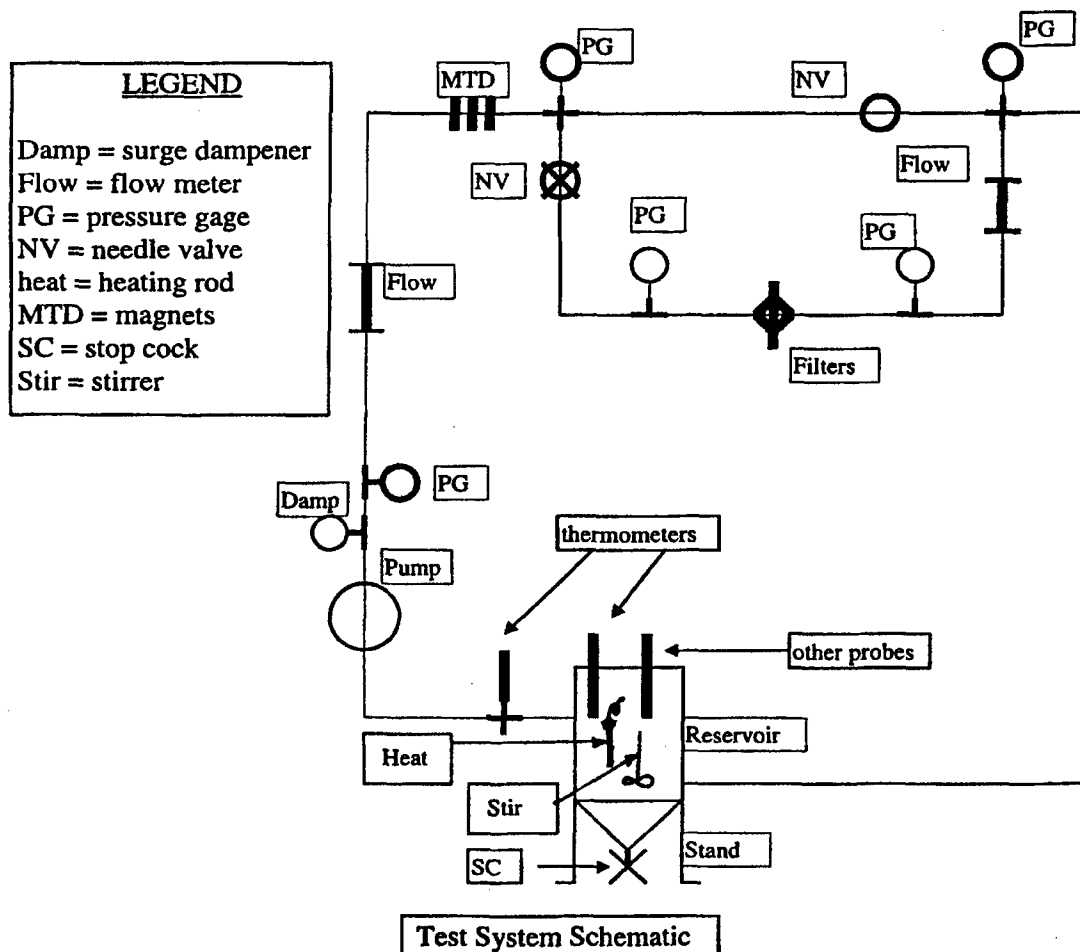 LEGEND
Damp = surge dampener
Flow = flow meter
PG = pressure gage
NV = needle valve
heat = heating rod
MTD = magnets
SC = stop cock
Stir = stirrer
PG
PG
MTD
NV
NV
Flow
PG
PG
Flow
Filters
PG
Damp
thermometers
Pump
other probes
Reservoir
Heat
Stir
Stand
SC
Test System Schematic